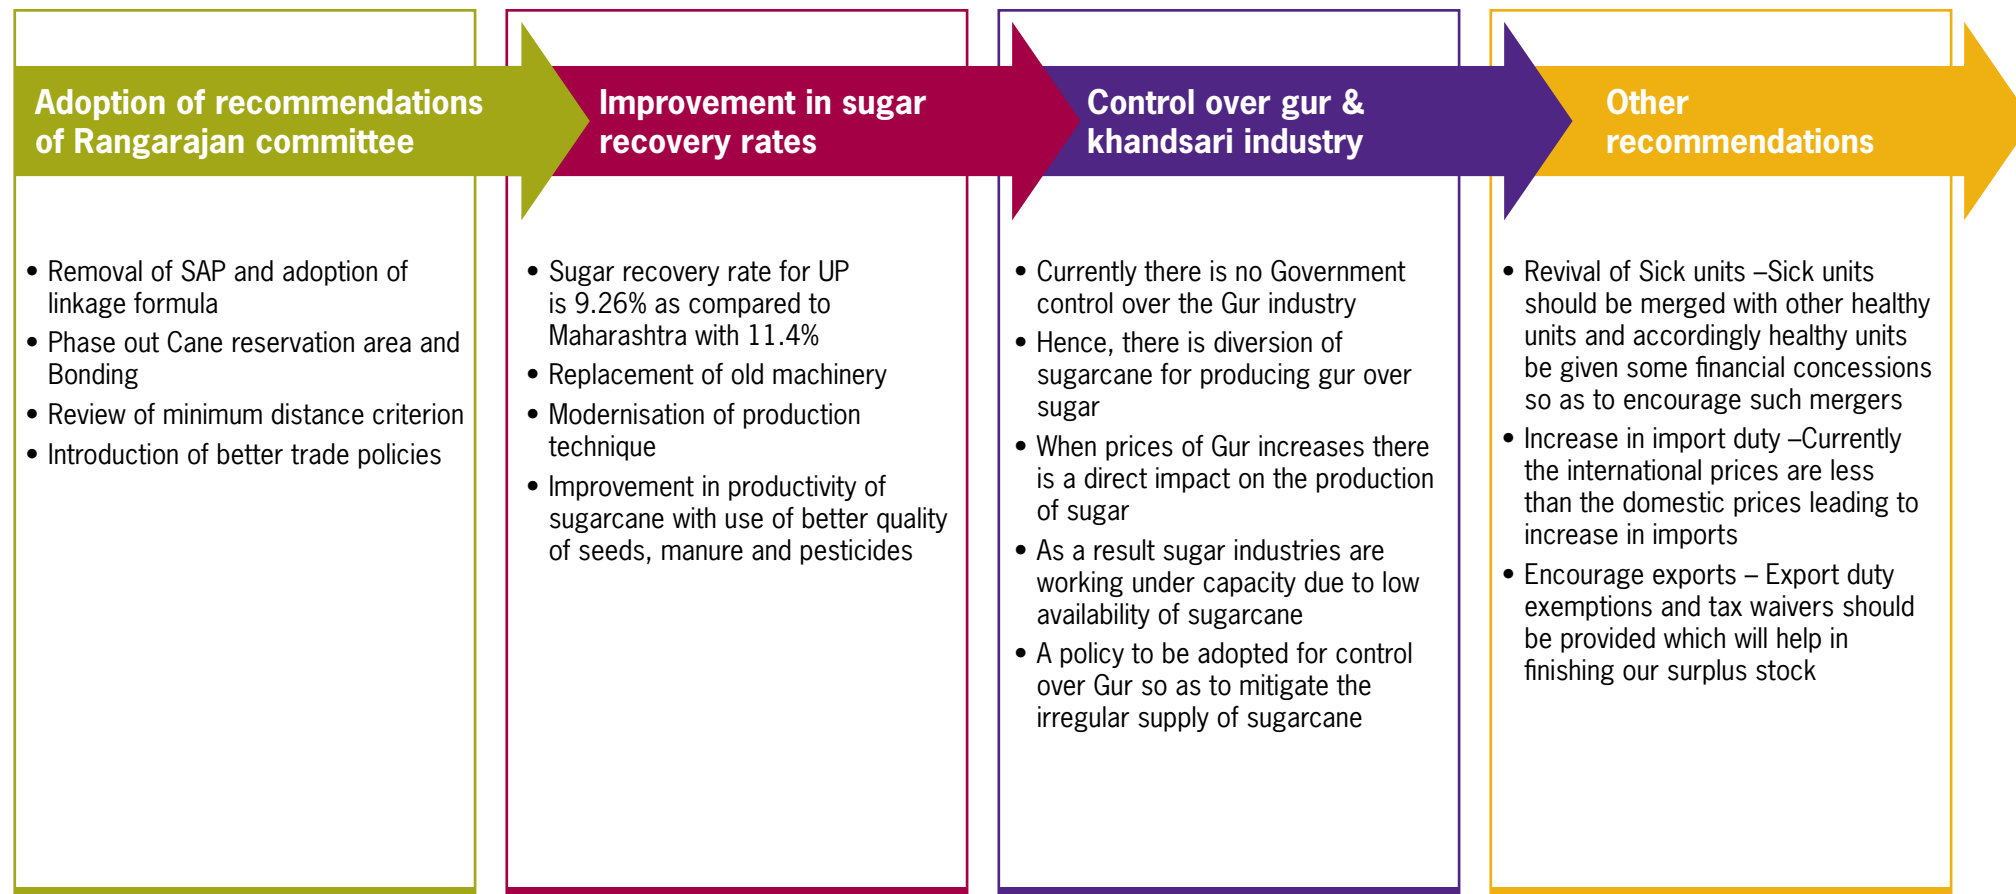 Adoption of recommendations
of Rangarajan committee
• Removal of SAP and adoption of
linkage formula
• Phase out Cane reservation area and
Bonding
• Review of minimum distance criterion
• Introduction of better trade policies
Improvement in sugar
recovery rates
• Sugar recovery rate for UP
is 9.26% as compared to
Maharashtra with 11.4%
• Replacement of old machinery
• Modernisation of production
technique
• Improvement in productivity of
sugarcane with use of better quality
of seeds, manure and pesticides
Control over gur &
khandsari industry
• Currently there is no Government
control over the Gur industry
• Hence, there is diversion of
sugarcane for producing gur over
sugar
• When prices of Gur increases there
is a direct impact on the production
of sugar
• As a result sugar industries are
working under capacity due to low
availability of sugarcane
• A policy to be adopted for control
over Gur so as to mitigate the
irregular supply of sugarcane
Other
recommendations
• Revival of Sick units –Sick units
should be merged with other healthy
units and accordingly healthy units
be given some financial concessions
so as to encourage such mergers
• Increase in import duty –Currently
the international prices are less
than the domestic prices leading to
increase in imports
• Encourage exports – Export duty
exemptions and tax waivers should
be provided which will help in
finishing our surplus stock